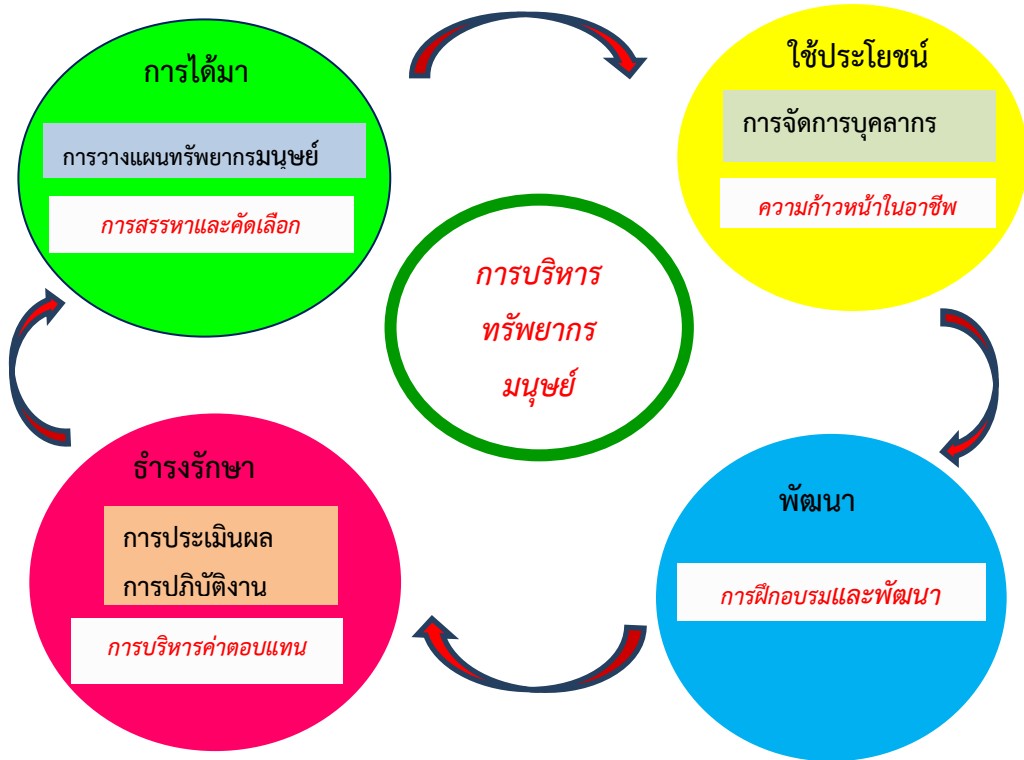 การได้มา
การวางแผนทรัพยากรมนุษย์
การสรรหาและคัดเลือก
ใช้ประโยชน์
การจัดการบุคลากร
ความก้าวหน้าในอาชีพ
การบริหาร
ทรัพยากร
มนุษย์
ธำรงรักษา
การประเมินผล
การปภิบัติงาน
การบริหารค่าตอบแทน
พัฒนา
การฝึกอบรมและพัฒนา